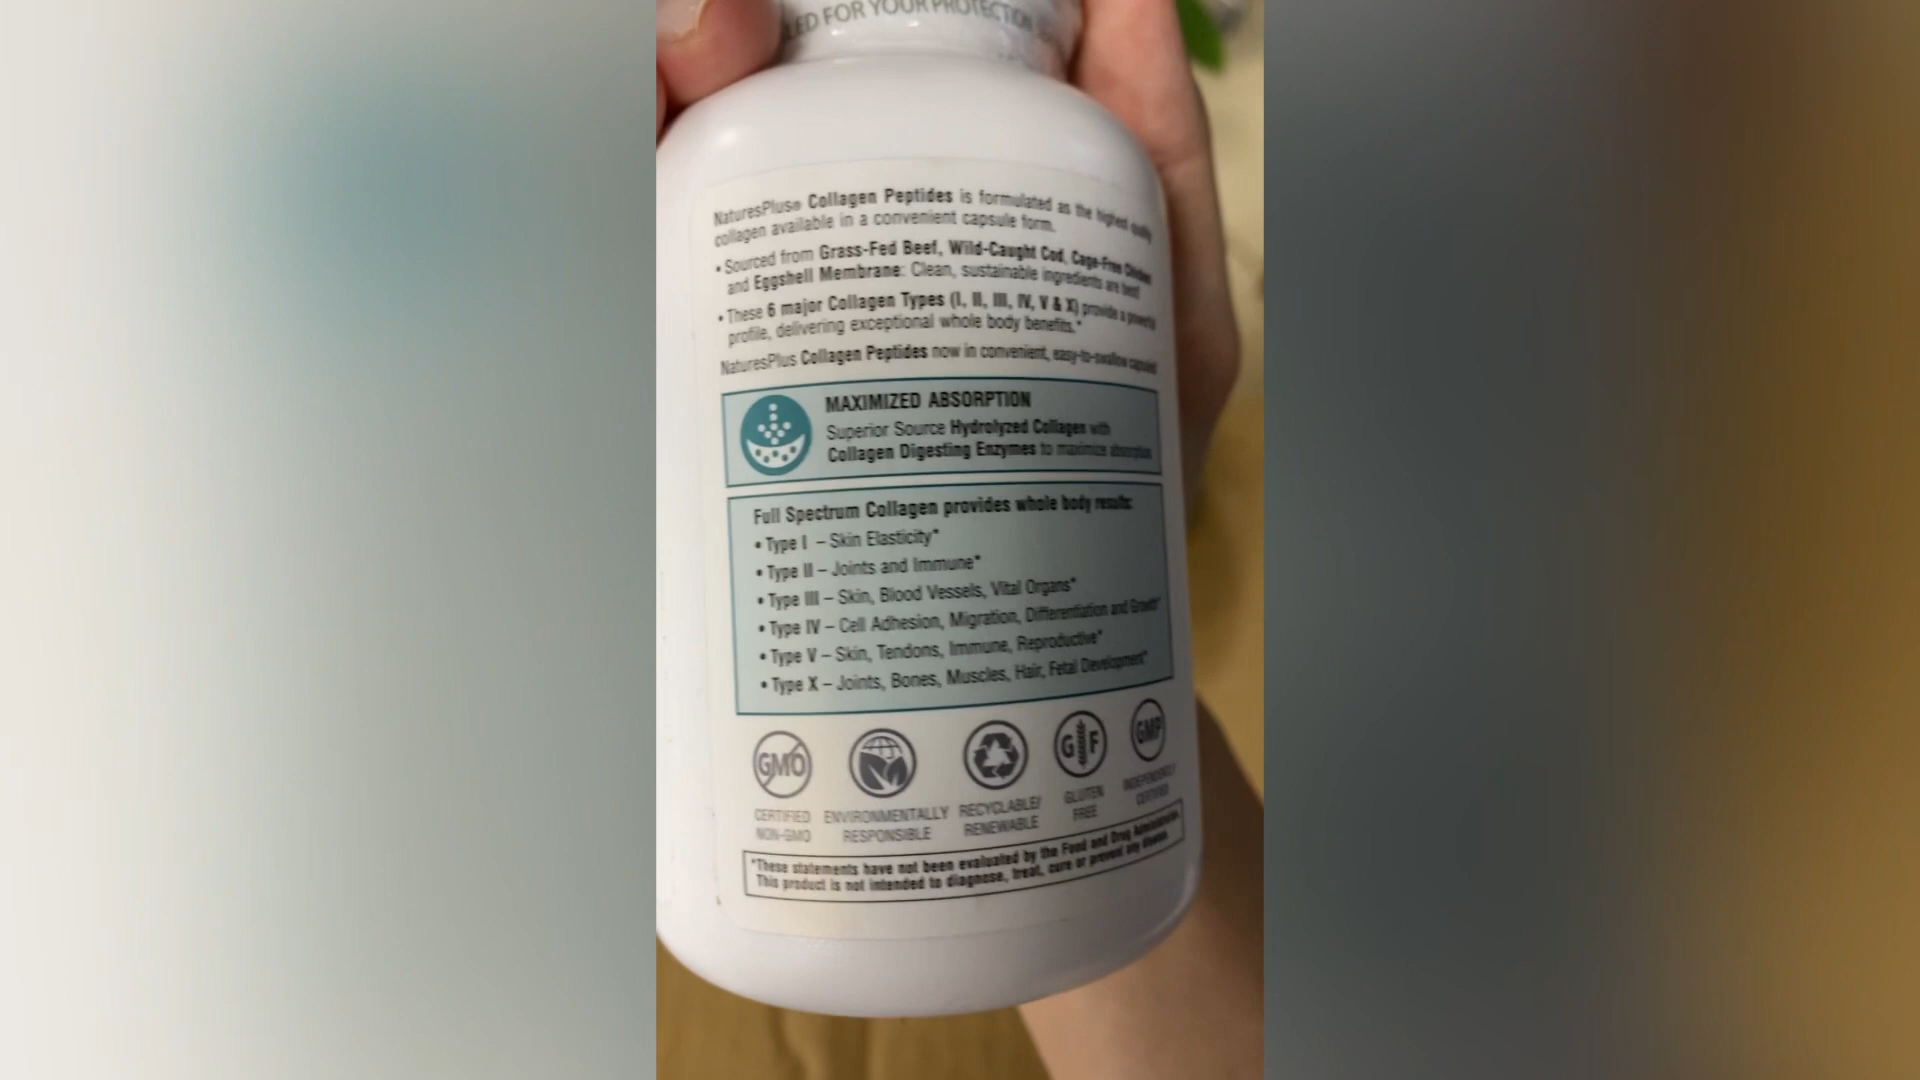 LED FOR YOUR PROTECTION
NaturesPlus® Collagen Peptides is formulated as the highest quality
collagen available in a convenient capsule form.
• Sourced from Grass-Fed Beef, Wild-Caught Cod, Cage-Free Chicken
and Eggshell Membrane: Clean, sustainable ingredients are best!
• These 6 major Collagen Types (I, II, III, IV, V & X) provide a powerful
profile, delivering exceptional whole body benefits.*
NaturesPlus Collagen Peptides now in convenient, easy-to-swallow capsules!
MAXIMIZED ABSORPTION
Superior Source Hydrolyzed Collagen with
Collagen Digesting Enzymes to maximize absorption
Full Spectrum Collagen provides whole body results:
• Type I – Skin Elasticity*
• Type II – Joints and Immune*
• Type III – Skin, Blood Vessels, Vital Organs*
• Type IV – Cell Adhesion, Migration, Differentiation and Growth*
• Type V – Skin, Tendons, Immune, Reproductive*
• Type X – Joints, Bones, Muscles, Hair, Fetal Development*
GMO
G F
GMP
CERTIFIED
NON-GMO
ENVIRONMENTALLY
RESPONSIBLE
RECYCLABLE/
RENEWABLE
GLUTEN
FREE
INDEPENDENTLY
CERTIFIED
*These statements have not been evaluated by the Food and Drug Administration.
This product is not intended to diagnose, treat, cure or prevent any disease.